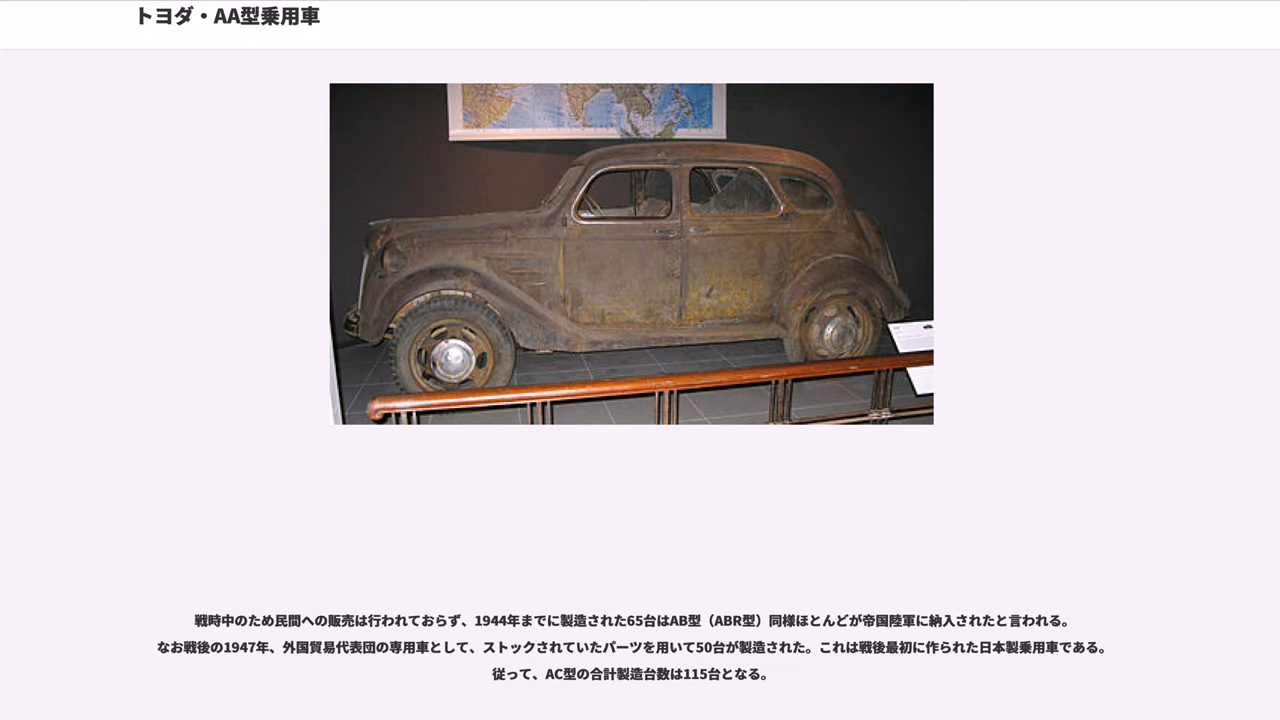 トヨダ・AA型乗用車
戦時中のため民間への販売は行われておらず、1944年までに製造された65台はAB型（ABR型）同様ほとんどが帝国陸軍に納入されたと言われる。
なお戦後の1947年、外国貿易代表団の専用車として、ストックされていたパーツを用いて50台が製造された。これは戦後最初に作られた日本製乗用車である。
従って、AC型の合計製造台数は115台となる。